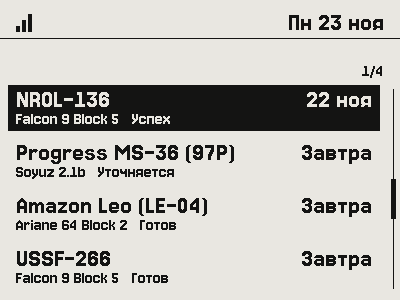 Пн 23 ноя
1/4
NROL-136 22 ноя
Falcon 9 Block 5 Успех
Progress MS-36 (97P) Завтра
Soyuz 2.1b Уточняется
Amazon Leo (LE-04) Завтра
Ariane 64 Block 2 Готов
USSF-266 Завтра
Falcon 9 Block 5 Готов